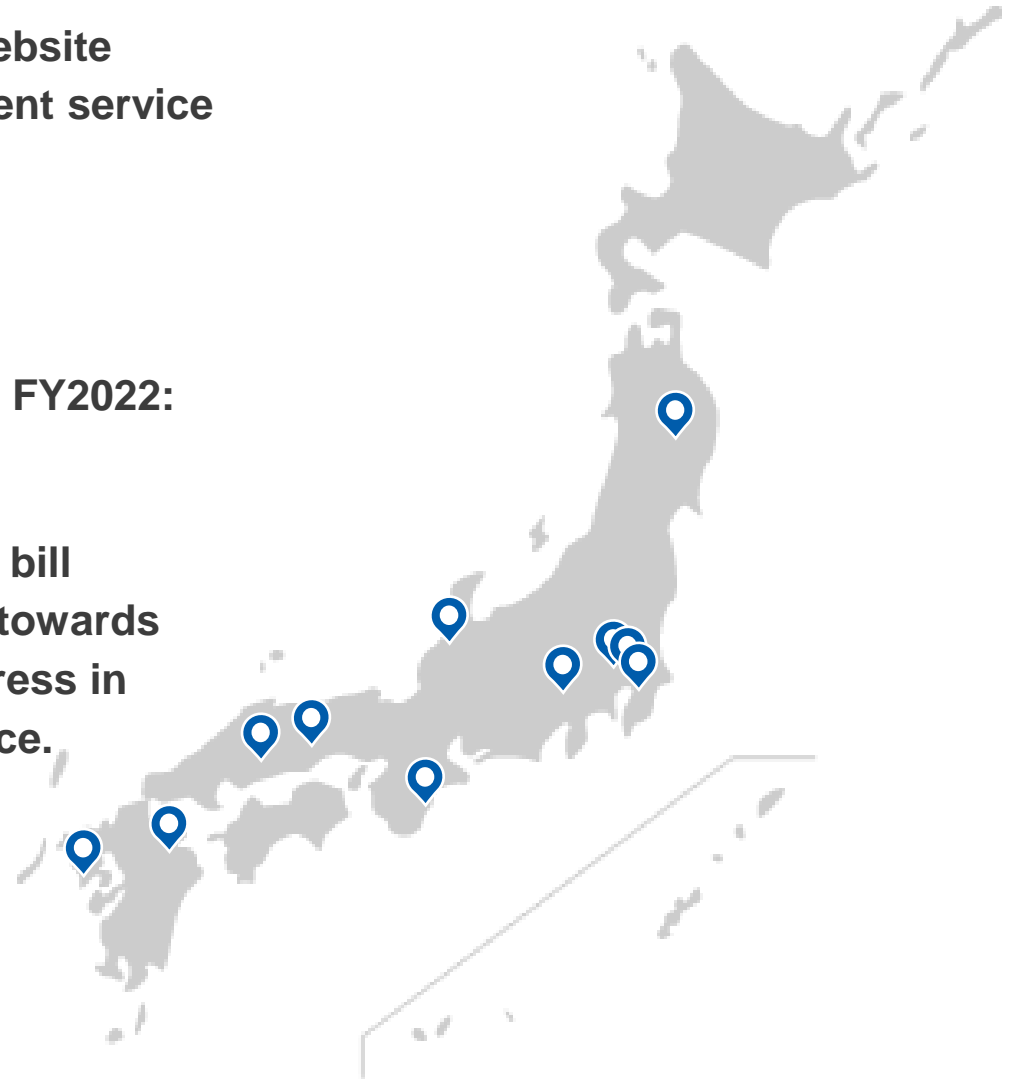 ebsite
ent service
FY2022:
bill
towards
ress in
ce.